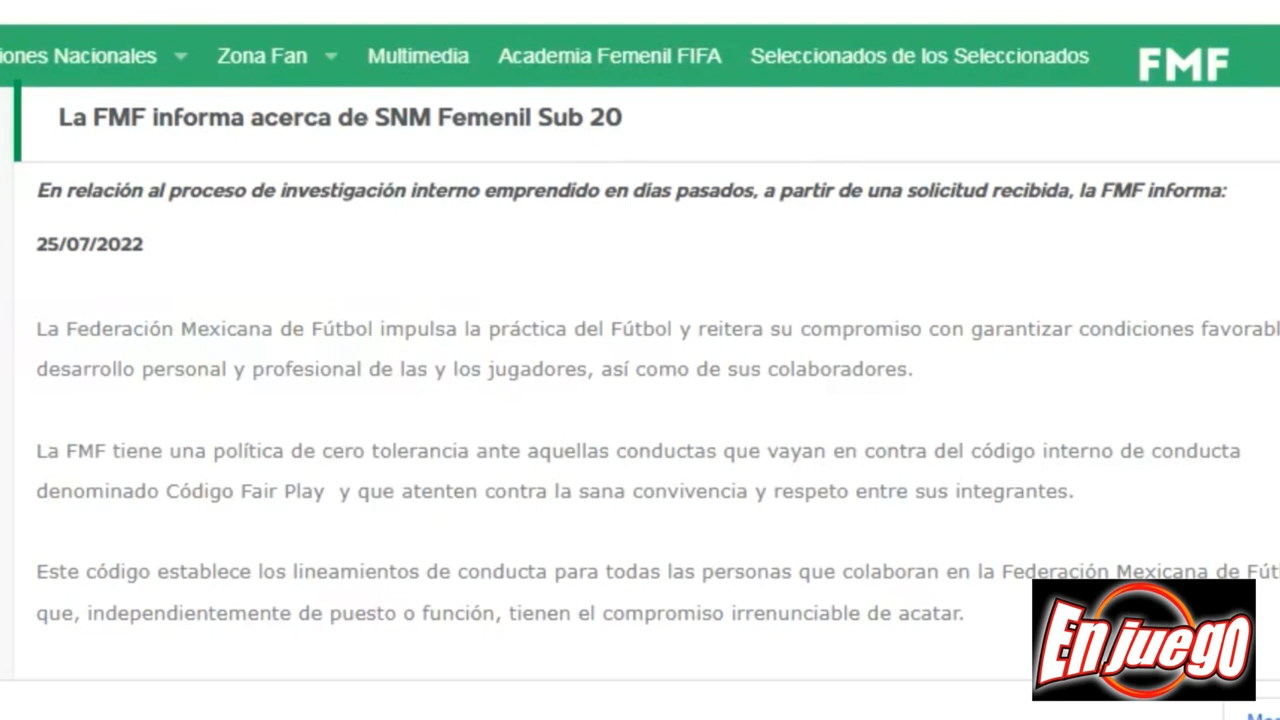 iones Nacionales Zona Fan Multimedia Academia Femenil FIFA Seleccionados de los Seleccionados FMF
La FMF informa acerca de SNM Femenil Sub 20
En relación al proceso de investigación interno emprendido en dias pasados, a partir de una solicitud recibida, la FMF informa:
25/07/2022
La Federación Mexicana de Fútbol impulsa la práctica del Fútbol y reitera su compromiso con garantizar condiciones favorabl
desarrollo personal y profesional de las y los jugadores, así como de sus colaboradores.
La FMF tiene una política de cero tolerancia ante aquellas conductas que vayan en contra del código interno de conducta
denominado Código Fair Play y que atenten contra la sana convivencia y respeto entre sus integrantes.
Este código establece los lineamientos de conducta para todas las personas que colaboran en la Federación Mexicana de Fút
que, independientemente de puesto o función, tienen el compromiso irrenunciable de acatar.
En juego